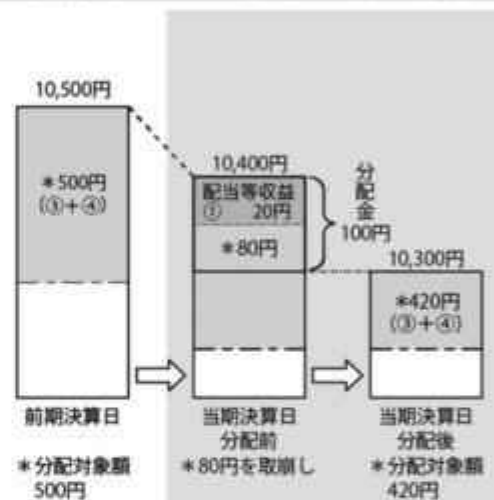 10,500円
*500円
(③+④)
前期決算日
*分配対象額
500円
10,400円
配当等収益
① 20円
*80円
分配金
100円
当期決算日
分配前
*80円を取崩し
10,300円
*420円
(③+④)
当期決算日
分配後
*分配対象額
420円